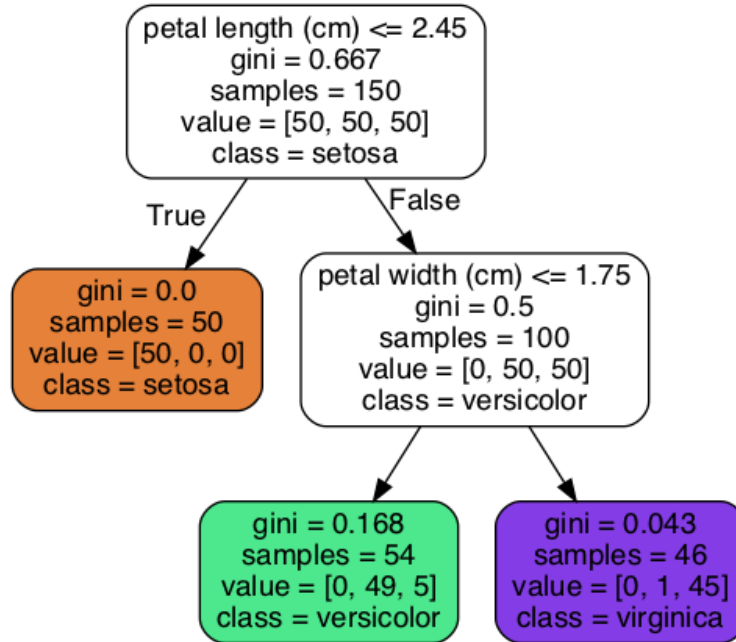 petal length (cm) <= 2.45
gini = 0.667
samples = 150
value = [50, 50, 50]
class = setosa
True
False
gini = 0.0
samples = 50
value = [50, 0, 0]
class = setosa
petal width (cm) <= 1.75
gini = 0.5
samples = 100
value = [0, 50, 50]
class = versicolor
gini = 0.168
samples = 54
value = [0, 49, 5]
class = versicolor
gini = 0.043
samples = 46
value = [0, 1, 45]
class = virginica